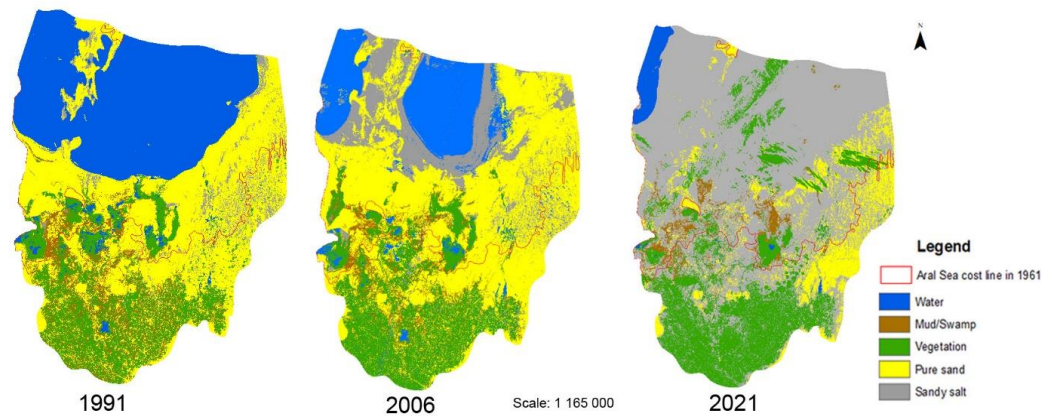 N
Legend
Aral Sea cost line in 1961
Water
Mud/Swamp
Vegetation
Pure sand
Sandy salt
1991
2006
Scale: 1 165 000
2021